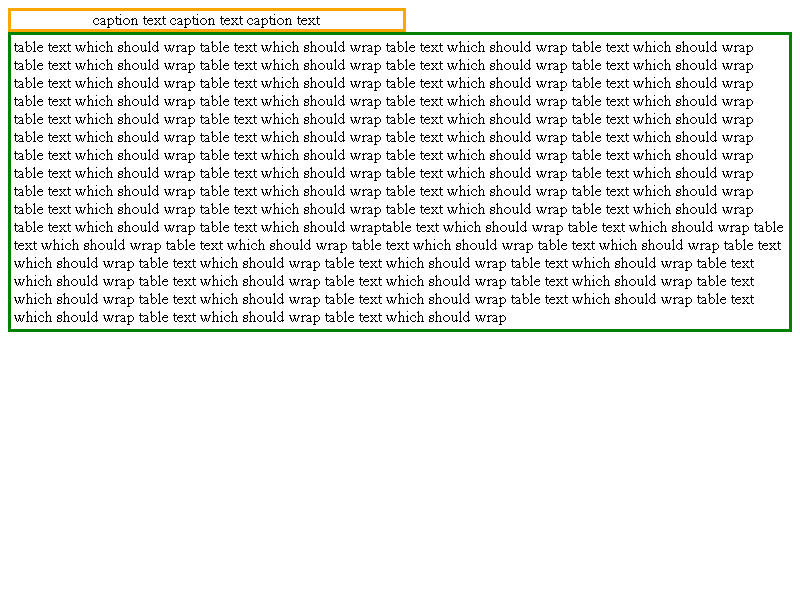 caption text caption text caption text
table text which should wrap table text which should wrap table text which should wrap table text which should wrap
table text which should wrap table text which should wrap table text which should wrap table text which should wrap
table text which should wrap table text which should wrap table text which should wrap table text which should wrap
table text which should wrap table text which should wrap table text which should wrap table text which should wrap
table text which should wrap table text which should wrap table text which should wrap table text which should wrap
table text which should wrap table text which should wrap table text which should wrap table text which should wrap
table text which should wrap table text which should wrap table text which should wrap table text which should wrap
table text which should wrap table text which should wrap table text which should wrap table text which should wrap
table text which should wrap table text which should wrap table text which should wrap table text which should wrap
table text which should wrap table text which should wrap table text which should wrap table text which should wrap
table text which should wrap table text which should wraptable text which should wrap table text which should wrap table
text which should wrap table text which should wrap table text which should wrap table text which should wrap table text
which should wrap table text which should wrap table text which should wrap table text which should wrap table text
which should wrap table text which should wrap table text which should wrap table text which should wrap table text
which should wrap table text which should wrap table text which should wrap table text which should wrap table text
which should wrap table text which should wrap table text which should wrap